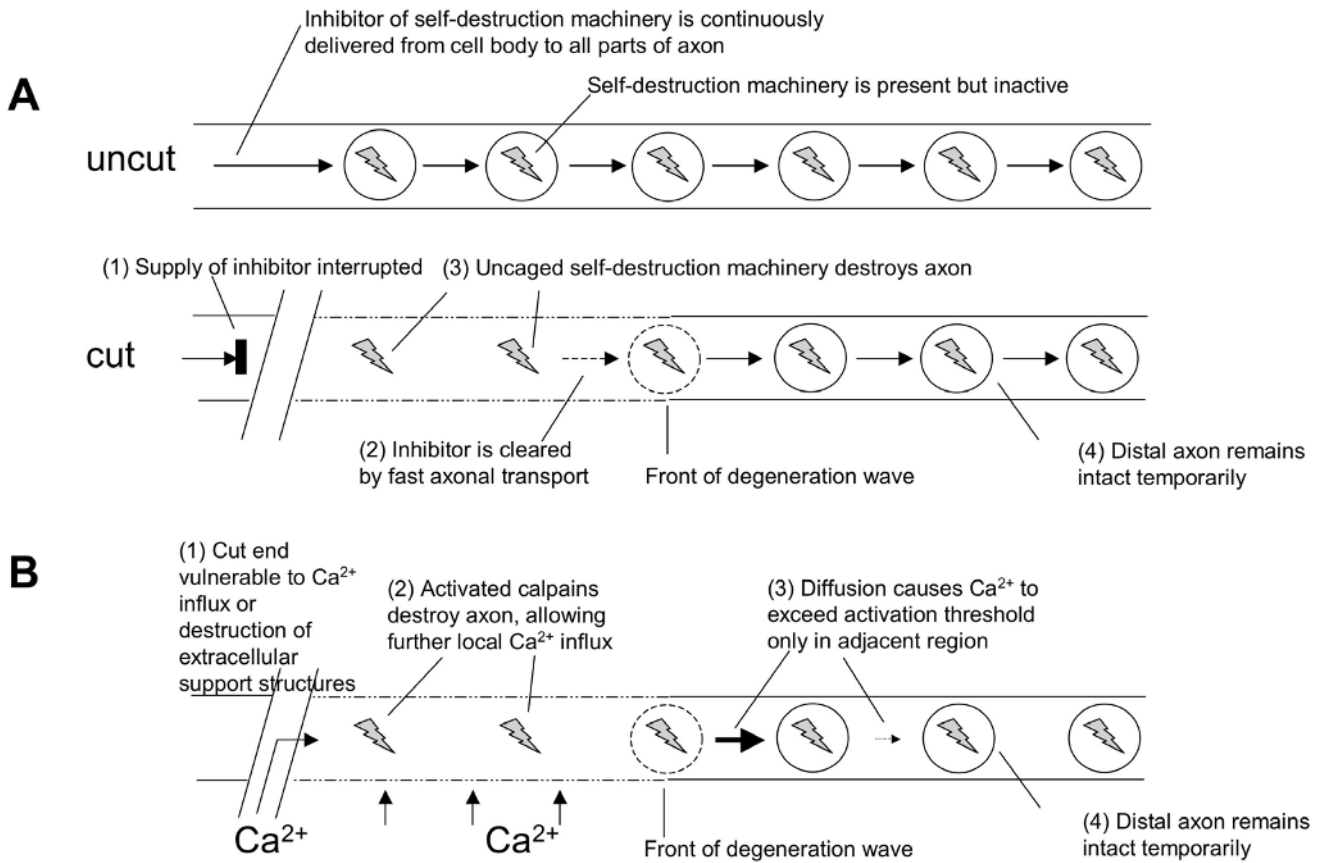 Inhibitor of self-destruction machinery is continuously
delivered from cell body to all parts of axon
A
Self-destruction machinery is present but inactive
uncut
(1) Supply of inhibitor interrupted
(3) Uncaged self-destruction machinery destroys axon
cut
(2) Inhibitor is cleared
by fast axonal transport
Front of degeneration wave
(4) Distal axon remains
intact temporarily
B
(1) Cut end
vulnerable to Ca²⁺
influx or
destruction of
extracellular
support structures
(2) Activated calpains
destroy axon, allowing
further local Ca²⁺ influx
(3) Diffusion causes Ca²⁺ to
exceed activation threshold
only in adjacent region
Ca²⁺
Ca²⁺
Front of degeneration wave
(4) Distal axon remains
intact temporarily